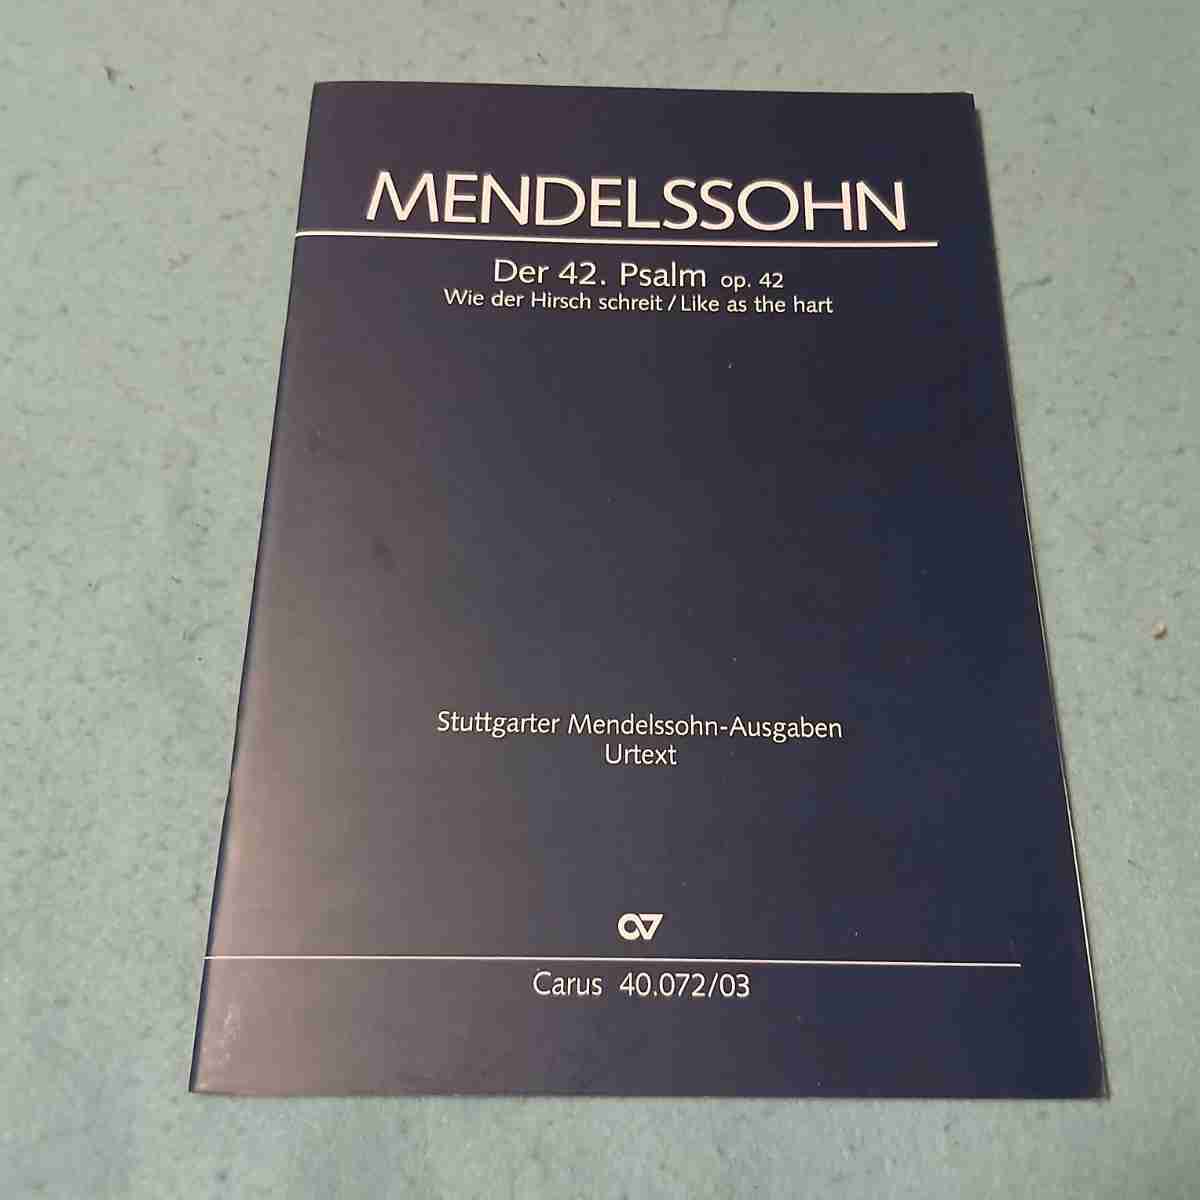 MENDELSSOHN
Der 42. Psalm op. 42
Wie der Hirsch schreit / Like as the hart
Stuttgarter Mendelssohn-Ausgaben
Urtext
Carus 40.072/03